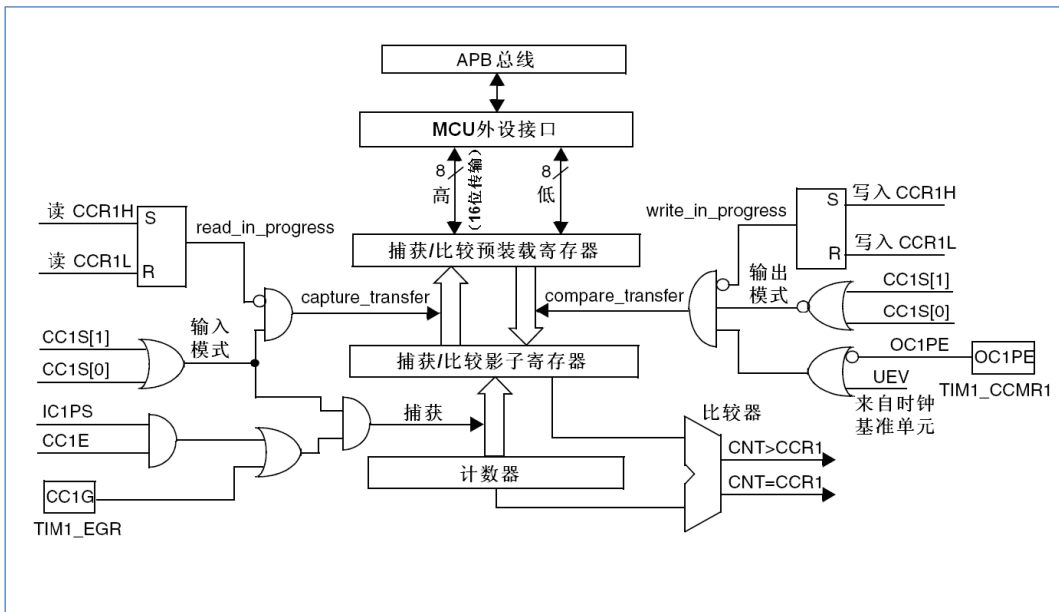 APB 总线
MCU外设接口
8
高
(16位传输)
8
低
读 CCR1H
S
read_in_progress
读 CCR1L
R
write_in_progress
S
写入 CCR1H
R
写入 CCR1L
捕获/比较预装载寄存器
capture_transfer
compare_transfer
输出
模式
CC1S[1]
CC1S[0]
输入
模式
CC1S[1]
CC1S[0]
捕获/比较影子寄存器
OC1PE
OC1PE
UEV
TIM1_CCMR1
来自时钟
基准单元
IC1PS
CC1E
捕获
比较器
CNT>CCR1
计数器
CNT=CCR1
CC1G
TIM1_EGR